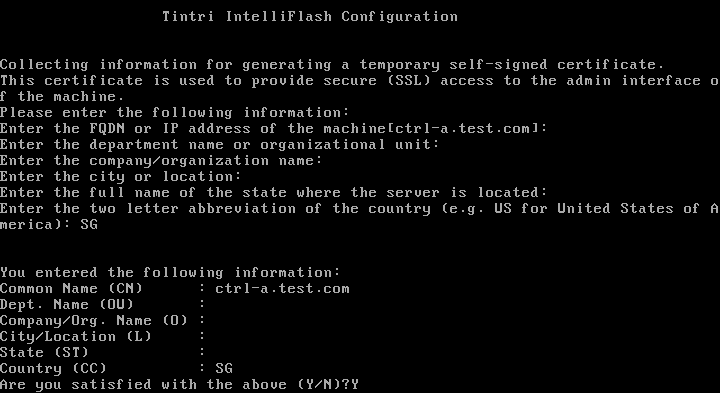 Tintri IntelliFlash Configuration
Collecting information for generating a temporary self-signed certificate.
This certificate is used to provide secure (SSL) access to the admin interface o
f the machine.
Please enter the following information:
Enter the FQDN or IP address of the machine[ctrl-a.test.com]:
Enter the department name or organizational unit:
Enter the company/organization name:
Enter the city or location:
Enter the full name of the state where the server is located:
Enter the two letter abbreviation of the country (e.g. US for United States of A
merica): SG
You entered the following information:
Common Name (CN) : ctrl-a.test.com
Dept. Name (OU) :
Company/Org. Name (O) :
City/Location (L) :
State (ST) :
Country (CC) : SG
Are you satisfied with the above (Y/N)?Y